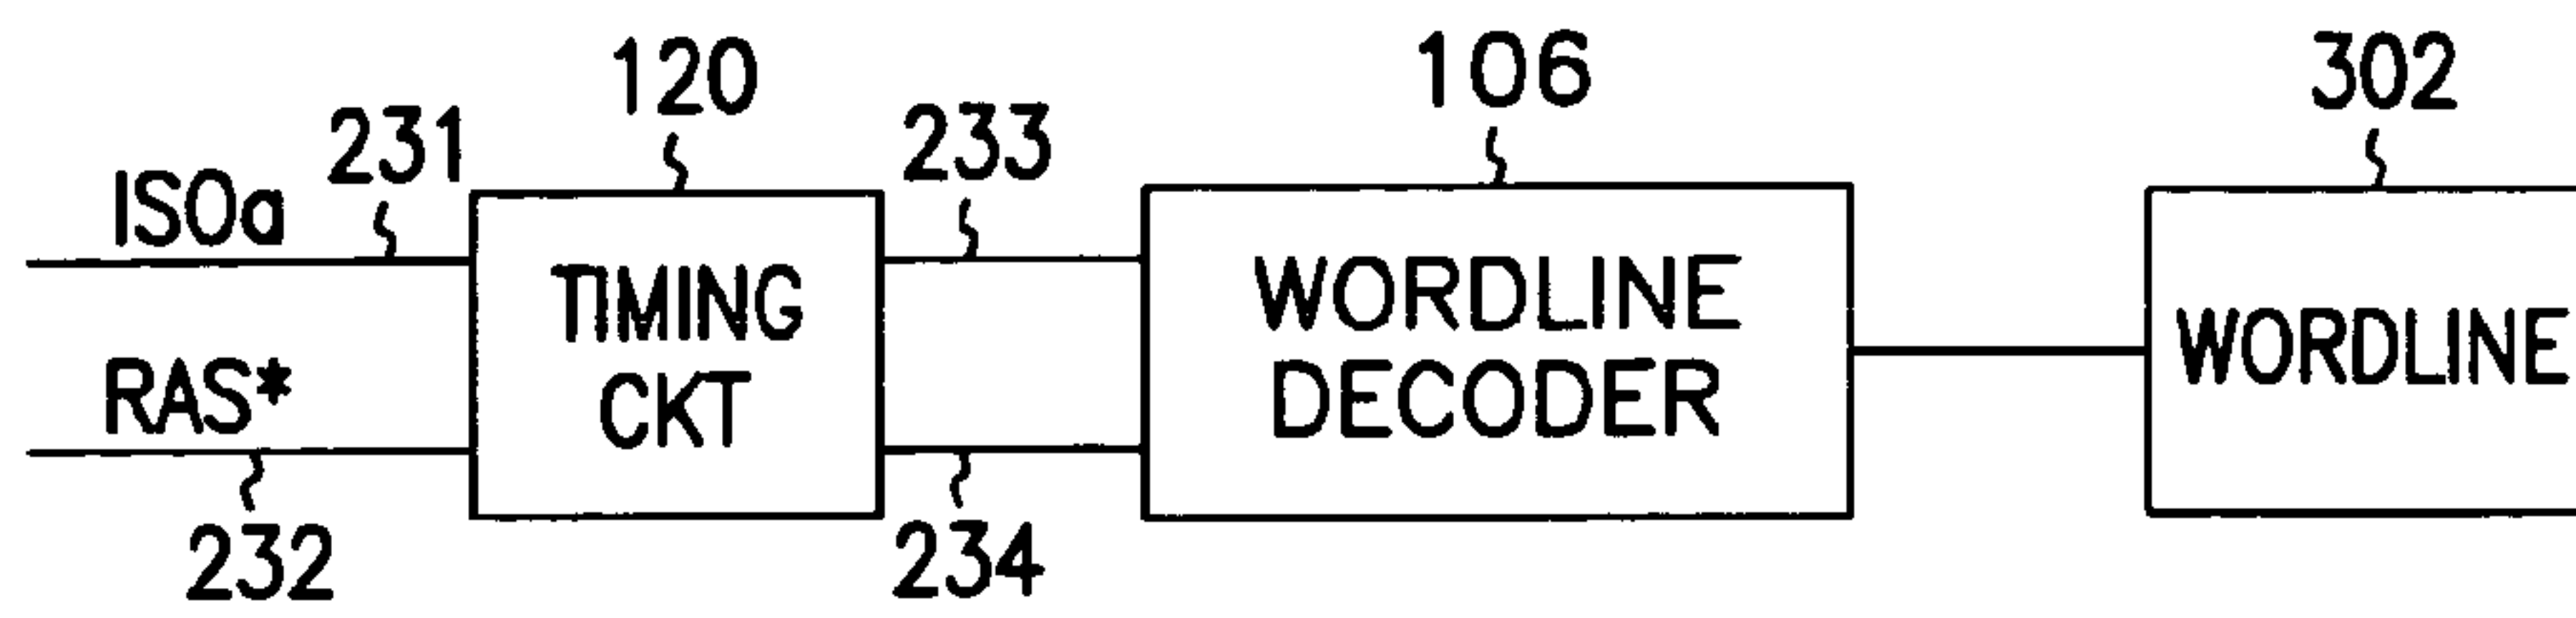 120
106
302
231
233
ISOa
TIMING
CKT
WORDLINE
DECODER
WORDLINE
RAS*
232
234